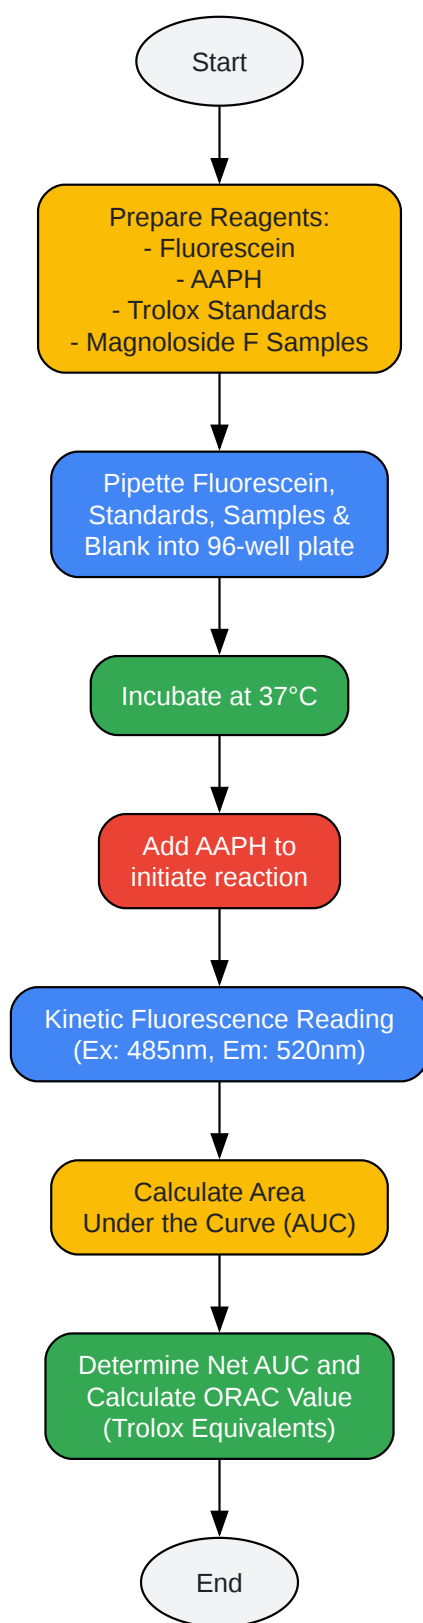 Start
Prepare Reagents:
- Fluorescein
- AAPH
- Trolox Standards
- Magnoloside F Samples
Pipette Fluorescein,
Standards, Samples &
Blank into 96-well plate
Incubate at 37°C
Add AAPH to
initiate reaction
Kinetic Fluorescence Reading
(Ex: 485nm, Em: 520nm)
Calculate Area
Under the Curve (AUC)
Determine Net AUC and
Calculate ORAC Value
(Trolox Equivalents)
End